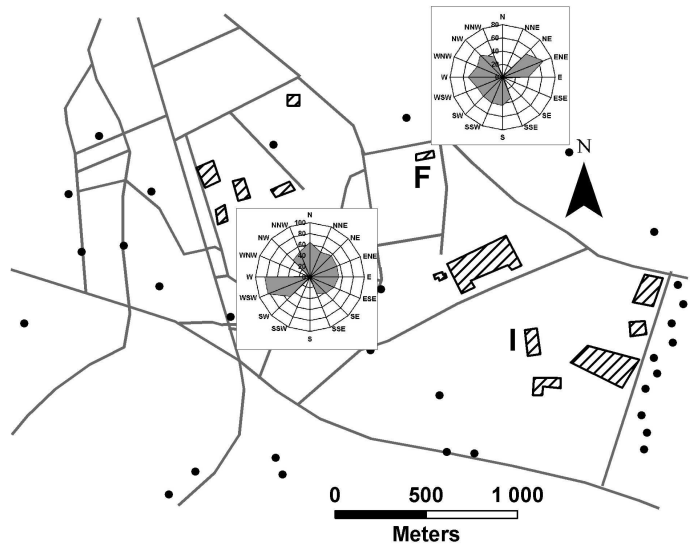 N
NNW NNE
NW NE
WNW ENE
W E
WSW ESE
SW SE
SSW SSE
S
80
60
40
20
N
F
N
NNW NNE
NW NE
WNW ENE
W E
WSW ESE
SW SE
SSW SSE
S
100
80
60
40
20
I
0 500 1 000
Meters